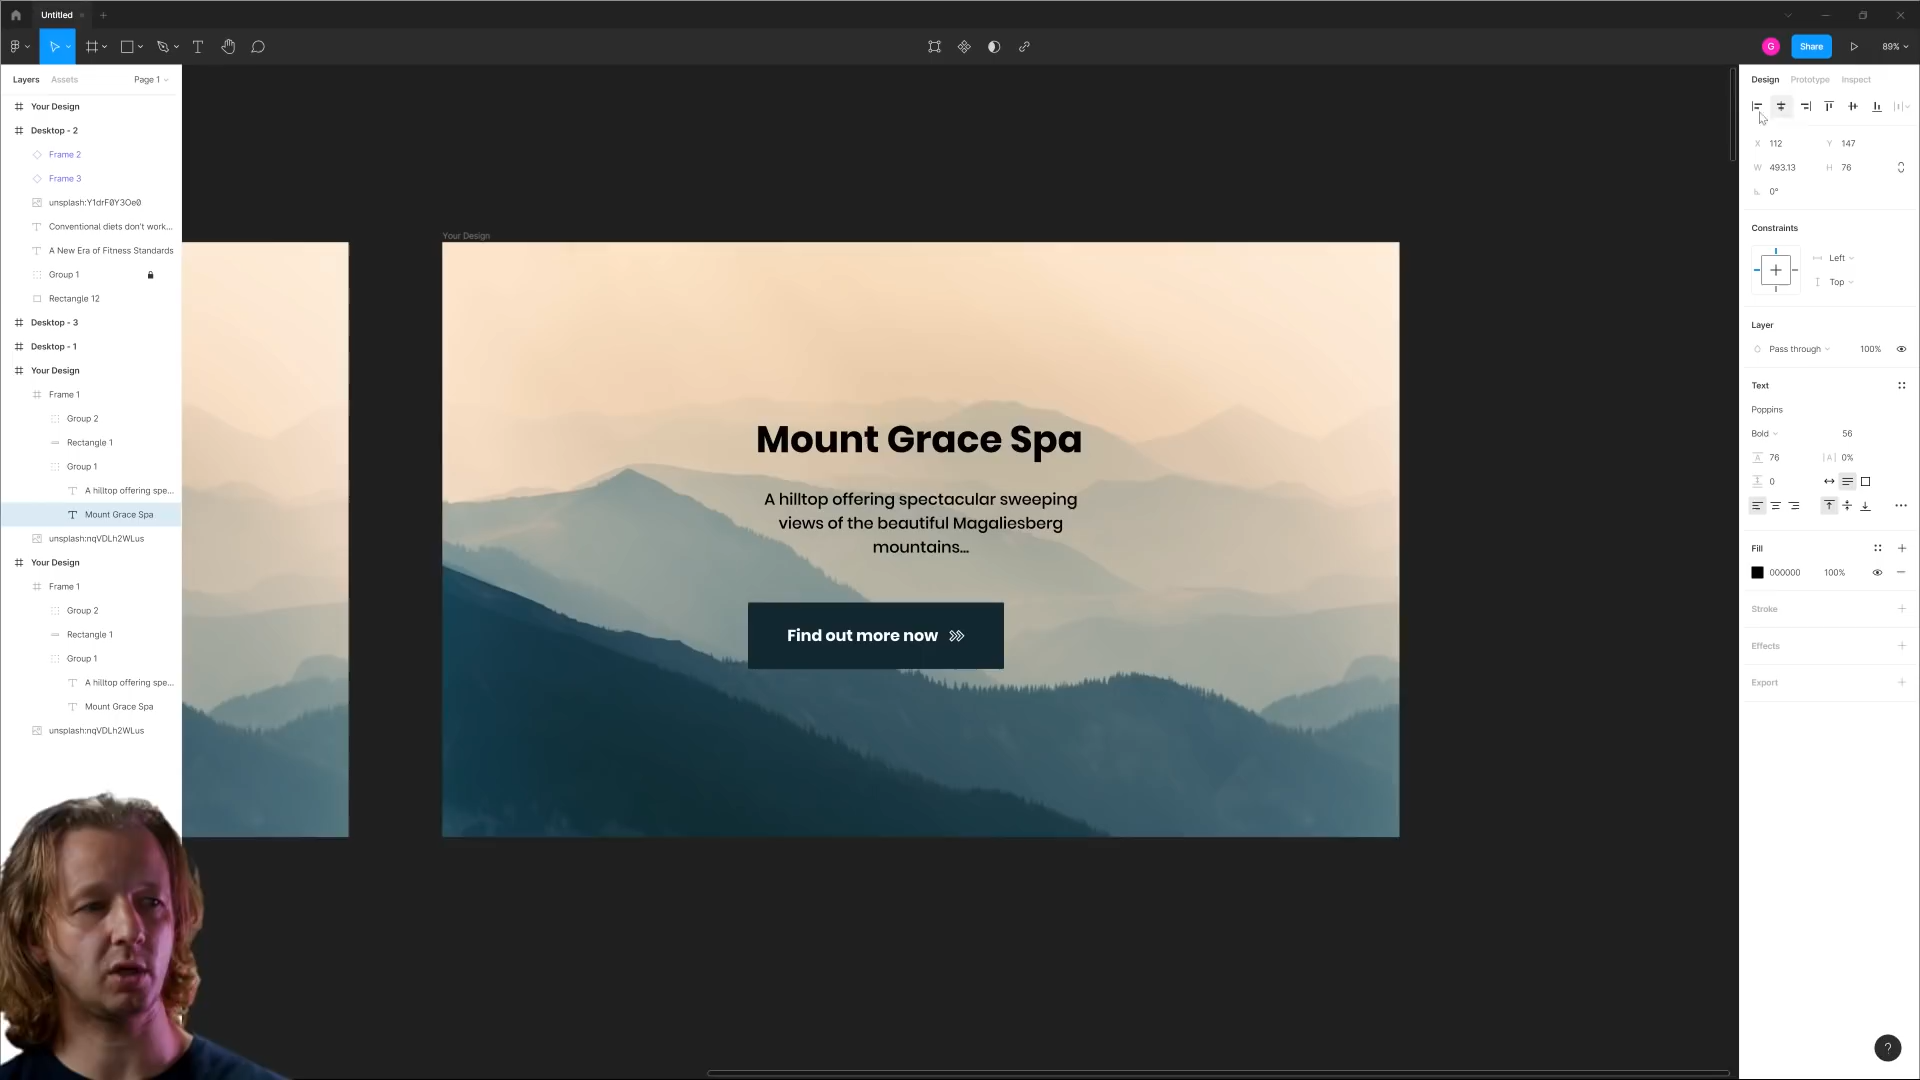 Untitled
G
Share
89%
Layers
Assets
Page 1
Your Design
Desktop - 2
Frame 2
Frame 3
unsplash:Y1drF0Y3Oe0
Conventional diets don't work...
A New Era of Fitness Standards
Group 1
Rectangle 12
Desktop - 3
Desktop - 1
Your Design
Frame 1
Group 2
Rectangle 1
Group 1
A hilltop offering spe...
Mount Grace Spa
unsplash:nqVDLh2WLus
Your Design
Frame 1
Group 2
Rectangle 1
Group 1
A hilltop offering spe...
Mount Grace Spa
unsplash:nqVDLh2WLus
Your Design
Mount Grace Spa
A hilltop offering spectacular sweeping
views of the beautiful Magaliesberg
mountains...
Find out more now
Design
Prototype
Inspect
X 112 Y 147
W 493.13 H 76
0°
Constraints
Left
Top
Layer
Pass through 100%
Text
Poppins
Bold 56
76 |A| 0%
0
Fill
000000 100%
Stroke
Effects
Export
?